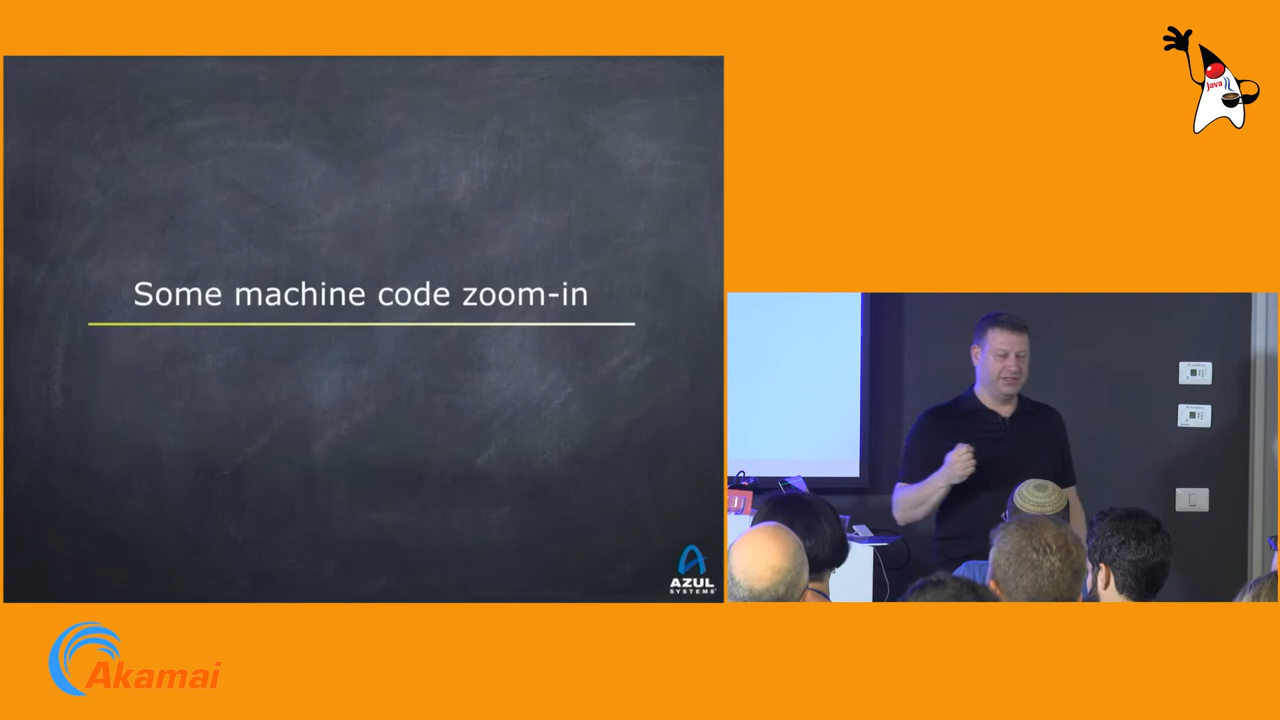 Some machine code zoom-in
AZUL
SYSTEMS
Java
Akamai